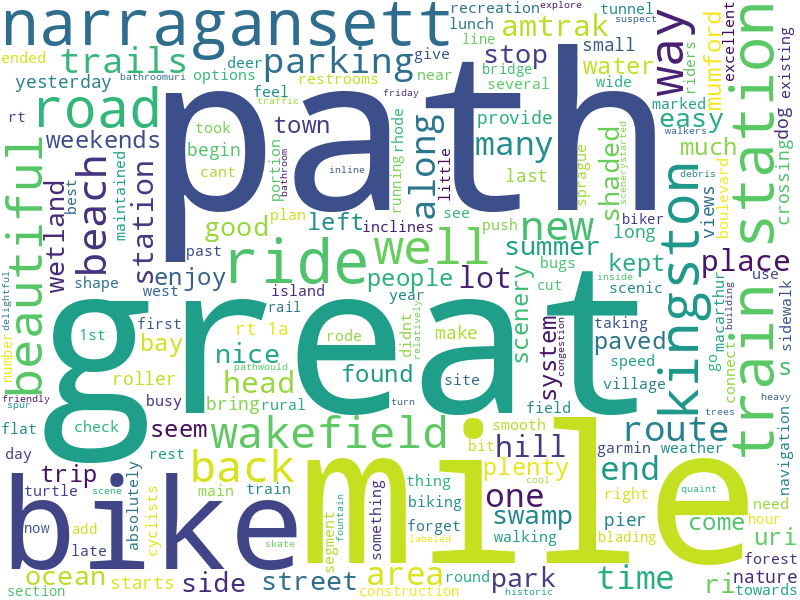 narragansett
recreation
tunnel
explore
lunch
amtrak
suspect
ended
deer
trails
parking
give
line
stop
small
way
mumford
excellent
existing
yesterday
bathroomuri
options
restrooms
near
bridge
water
riders
rt
traffic
friday
several
wide
marked
road
path
feel
town
along
provide
easy
walkers
dog
weekends
took
begin
cant
portion
bathroom
inline
running
rhode
little
many
last
sprague
shaded
scenerystarted
much
debris
crossing
train station
beautiful
best
maintained
beach
wetland
station
good
plan
left
inclines
see
push
new
biker
long
views
boulevard
kingston
past
ride
well
summer
bugs
cut
kept
scenic
place
enjoy
people
lot
scenery
shape
west
island
year
taking
inside
use
sidewalk
delightful
number
great
1st
first
rail
rt 1a
rode
didnt
relatively
make
system
congestion
paved
go
macarthur
connects
building
s
bay
nice
pathwould
found
site
speed
village
roller
head
turn
field
navigation
friendly
spur
busy
bring
rural
smooth
garmin
weather
trees
heavy
flat
check
seem
wakefield
hill
route
day
rest
bit
plenty
end
right
trip
back
mile
thing
cool
quaint
turtle
scene
absolutely
cyclists
main
train
biking
one
need
bike
segment
fountain
something
forget
swamp
pier
come
hour
uri
now
add
late
walking
blading
forest
ocean
skate
labeled
area
time
ri
nature
section
starts
side
street
construction
round
historic
park
towards